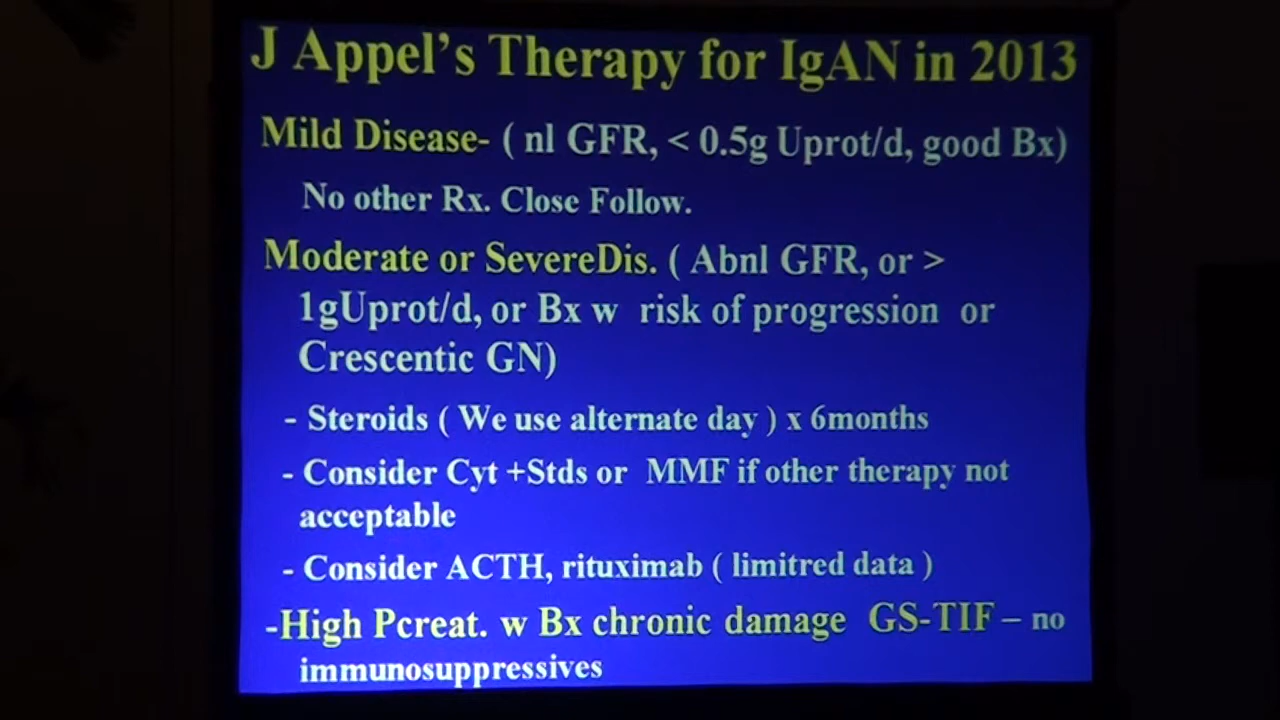 J Appel's Therapy for IgAN in 2013
Mild Disease- ( nl GFR, < 0.5g Uprot/d, good Bx)
No other Rx. Close Follow.
Moderate or SevereDis. ( Abnl GFR, or >
1gUprot/d, or Bx w risk of progression or
Crescentic GN)
- Steroids ( We use alternate day ) x 6months
- Consider Cyt +Stds or MMF if other therapy not
acceptable
- Consider ACTH, rituximab ( limitred data )
-High Pcreat. w Bx chronic damage GS-TIF – no
immunosuppressives